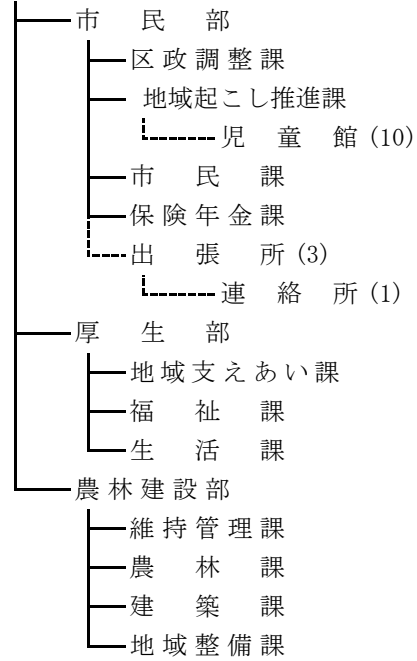 市民部
区政調整課
地域起こし推進課
児童館 (10)
市民課
保険年金課
出張所 (3)
連絡所 (1)
厚生部
地域支えあい課
福祉課
生活課
農林建設部
維持管理課
農林課
建築課
地域整備課